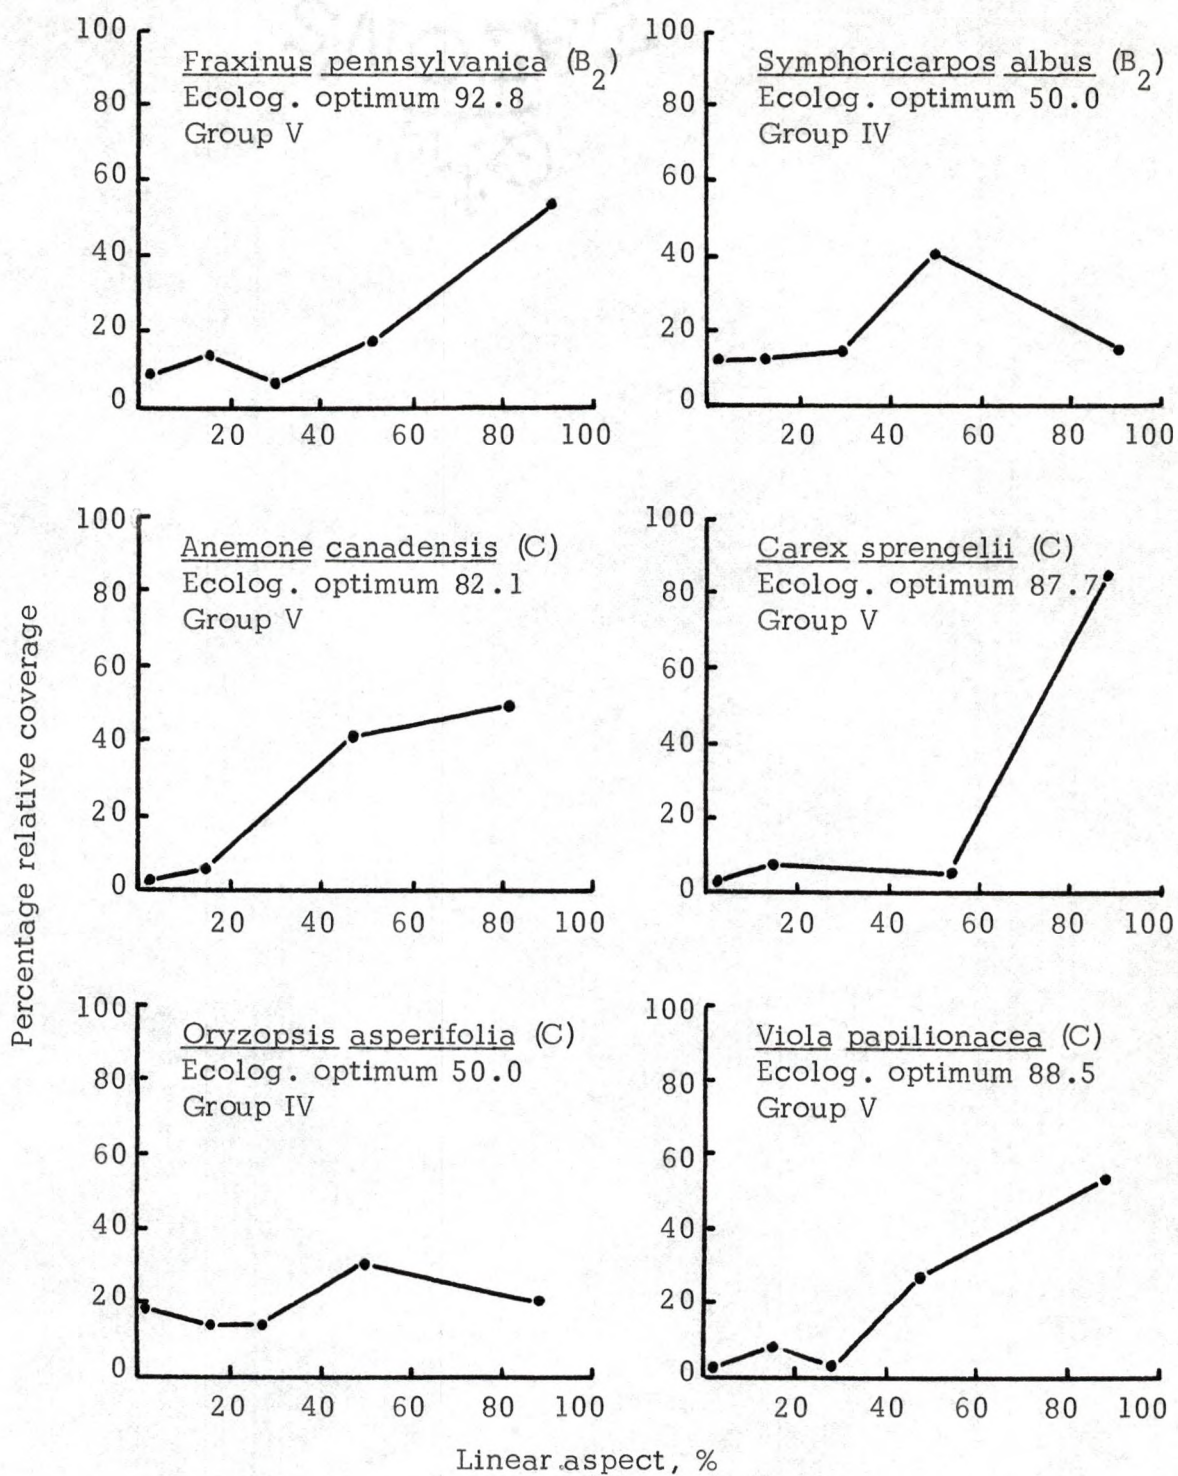 100
80
60
40
20
0
Fraxinus pennsylvanica (B2)
Ecolog. optimum 92.8
Group V
20 40 60 80 100
100
80
60
40
20
0
Symphoricarpos albus (B2)
Ecolog. optimum 50.0
Group IV
20 40 60 80 100
Percentage relative coverage
100
80
60
40
20
0
Anemone canadensis (C)
Ecolog. optimum 82.1
Group V
20 40 60 80 100
100
80
60
40
20
0
Carex sprengelii (C)
Ecolog. optimum 87.7
Group V
20 40 60 80 100
100
80
60
40
20
0
Oryzopsis asperifolia (C)
Ecolog. optimum 50.0
Group IV
20 40 60 80 100
100
80
60
40
20
0
Viola papilionacea (C)
Ecolog. optimum 88.5
Group V
20 40 60 80 100
Linear aspect, %